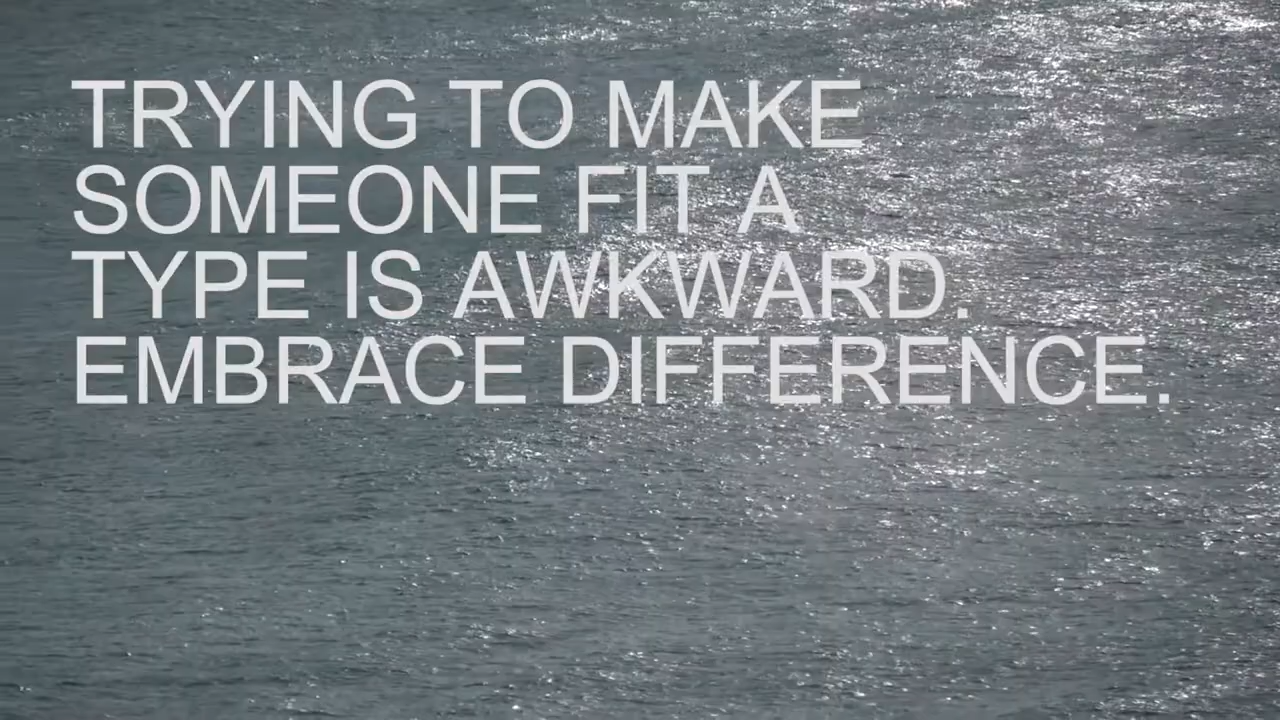 TRYING TO MAKE
SOMEONE FIT A
TYPE IS AWKWARD.
EMBRACE DIFFERENCE.